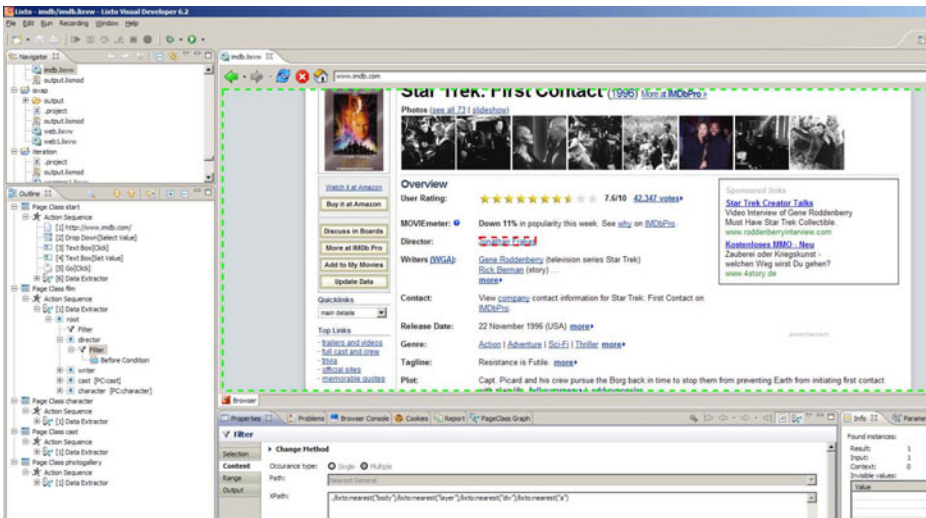 Lixto - imdb/imdb.lixvw - Lixto Visual Developer 6.2
File Edit Run Recording Window Help
Navigator
imdb.lixvw
output.lixmod
output
.project
output.lixmod
web.lixvw
web1.lixvw
iteration
.project
output.lixmod
Outline
Page Class start
Action Sequence
[1] http://www.imdb.com/
[2] Drop Down[Select Value]
[3] Text Box[Click]
[4] Text Box[Set Value]
[5] Go[Click]
[6] Data Extractor
Page Class film
Action Sequence
[1] Data Extractor
root
Filter
director
Filter
Before Condition
writer
cast [PC:cast]
character [PC:character]
Page Class character
Action Sequence
[1] Data Extractor
Page Class cast
Action Sequence
[1] Data Extractor
Page Class photogallery
Action Sequence
[1] Data Extractor
imdb.lixvw
www.imdb.com
Star Trek: First Contact (1996) More at IMDbPro »
Photos (see all 73 | slideshow)
Watch it at Amazon
Buy it at Amazon
Discuss in Boards
More at IMDb Pro
Add to My Movies
Update Data
Quicklinks
main details
Top Links
- trailers and videos
- full cast and crew
- trivia
- official sites
- memorable quotes
Overview
User Rating: 7.6/10 42,347 votes
MOVIEmeter: Down 11% in popularity this week. See why on IMDbPro.
Director:
Writers (WGA): Gene Roddenberry (television series Star Trek)
Rick Berman (story) ...
more
Contact: View company contact information for Star Trek: First Contact on
IMDbPro.
Release Date: 22 November 1996 (USA) more
Genre: Action | Adventure | Sci-Fi | Thriller more
Tagline: Resistance is Futile. more
Plot: Capt. Picard and his crew pursue the Borg back in time to stop them from preventing Earth from initiating first contact
Sponsored links
Star Trek Creator Talks
Video Interview of Gene Roddenberry
Must Have Star Trek Collectible.
www.roddenberryinterview.com
Kostenloses MMO - Neu
Zauberei oder Kriegskunst -
welchen Weg wirst Du gehen?
www.4story.de
advertisement
Browser
Properties Problems Browser Console Cookies Report PageClass Graph
Filter
Selection
Content
Range
Output
Change Method
Occurance type: Single Multiple
Path: Nearest General
XPath: ./lixto:nearest("body")/lixto:nearest("layer")/lixto:nearest("div")/lixto:nearest("a")
Info
Found instances:
Result: 1
Input: 1
Context: 0
Invisible values:
Value